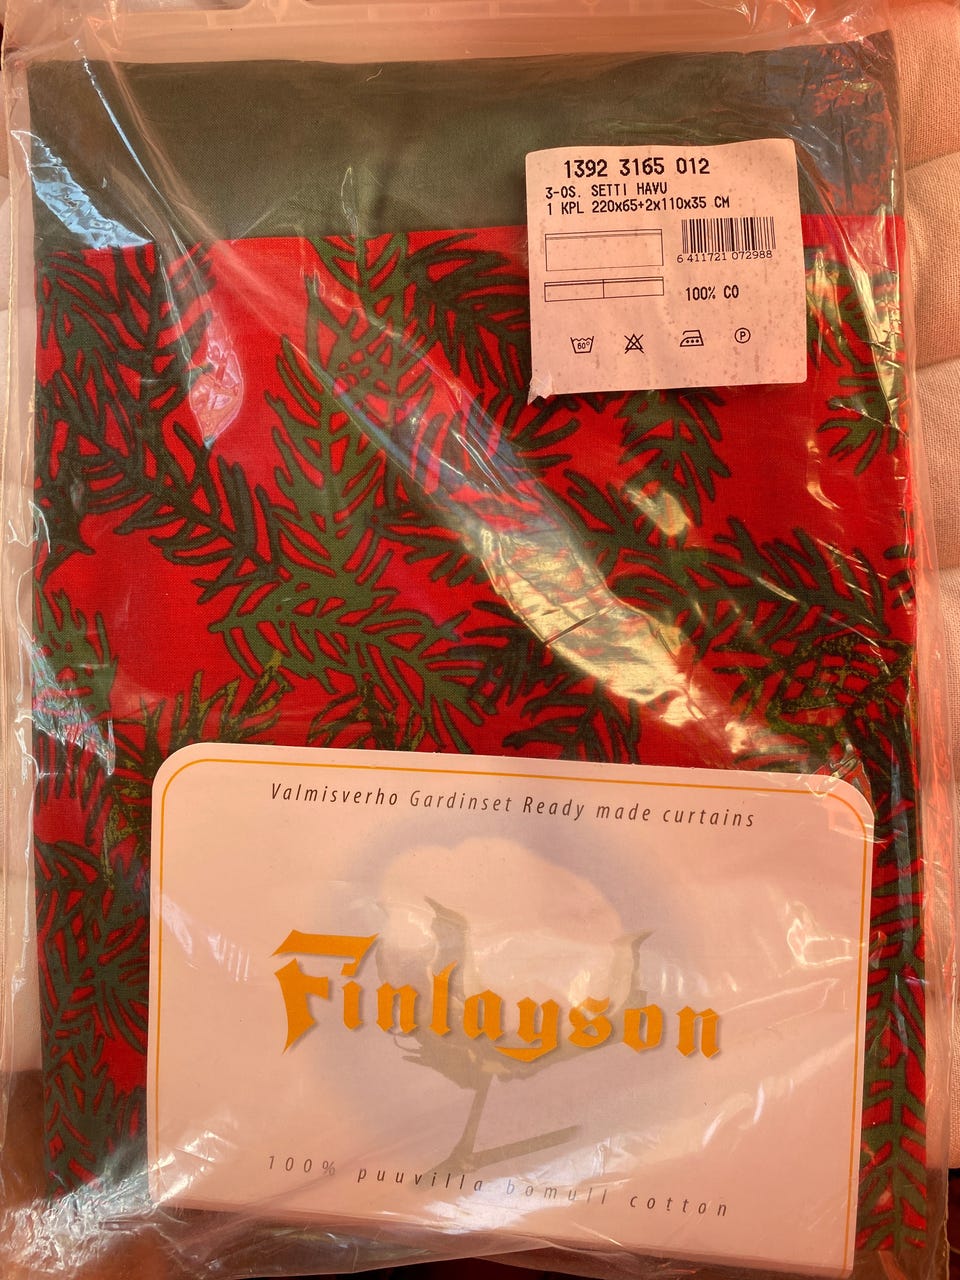 1392 3165 012
3-OS. SETTI HAVU
1 KPL 220x65+2x110x35 CM
6 411721 072988
100% CO
60°
P
Valmisverho Gardinset Ready made curtains
Finlayson
100% puuvilla bomull cotton